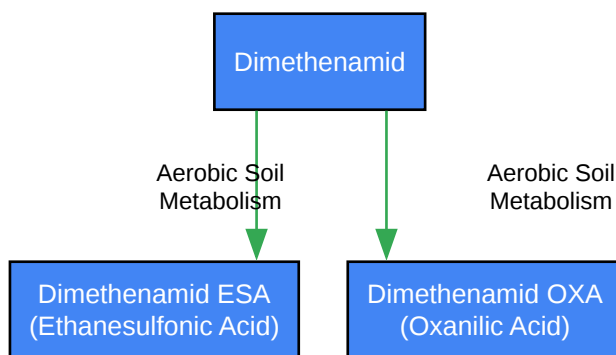 Dimethenamid
Aerobic Soil
Metabolism
Aerobic Soil
Metabolism
Dimethenamid ESA
(Ethanesulfonic Acid)
Dimethenamid OXA
(Oxanilic Acid)